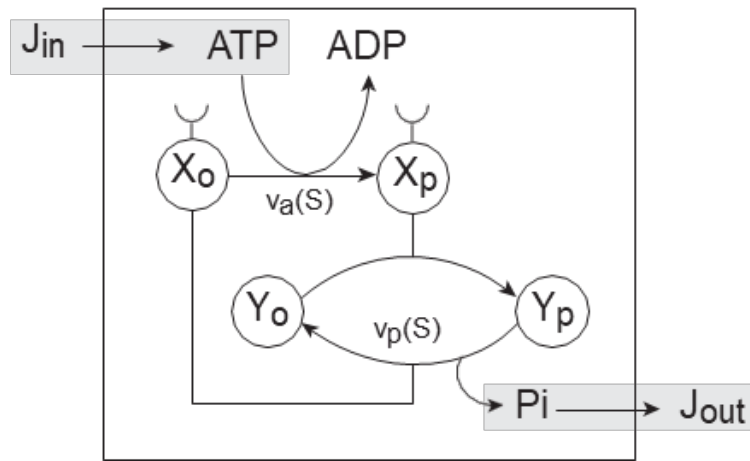 Jin ATP ADP
Xo Xp
va(S)
Yo Yp
vp(S)
Pi Jout